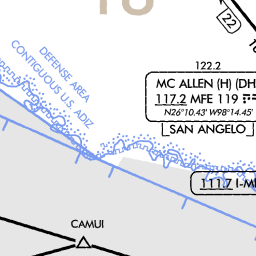 22
122.2
DEFENSE AREA
CONTIGUOUS U.S. ADIZ
MC ALLEN (H) (DH
117.2 MFE 119
N26°10.43' W98°14.45'
SAN ANGELO
111.7 I-M
CAMUI